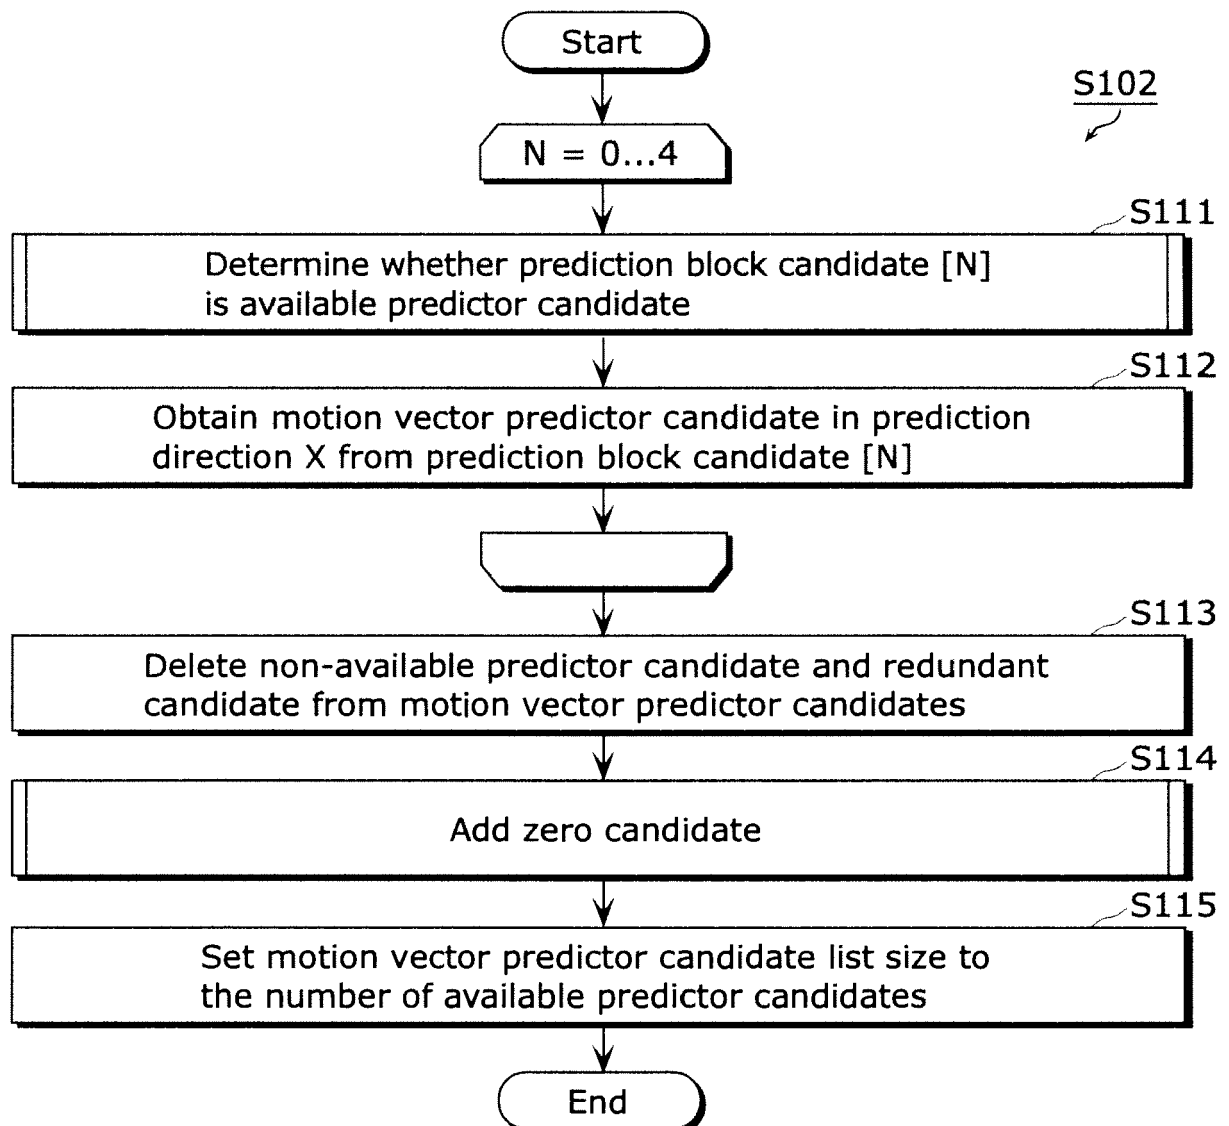 Start
S102
N = 0...4
S111
Determine whether prediction block candidate [N]
is available predictor candidate
S112
Obtain motion vector predictor candidate in prediction
direction X from prediction block candidate [N]
S113
Delete non-available predictor candidate and redundant
candidate from motion vector predictor candidates
S114
Add zero candidate
S115
Set motion vector predictor candidate list size to
the number of available predictor candidates
End